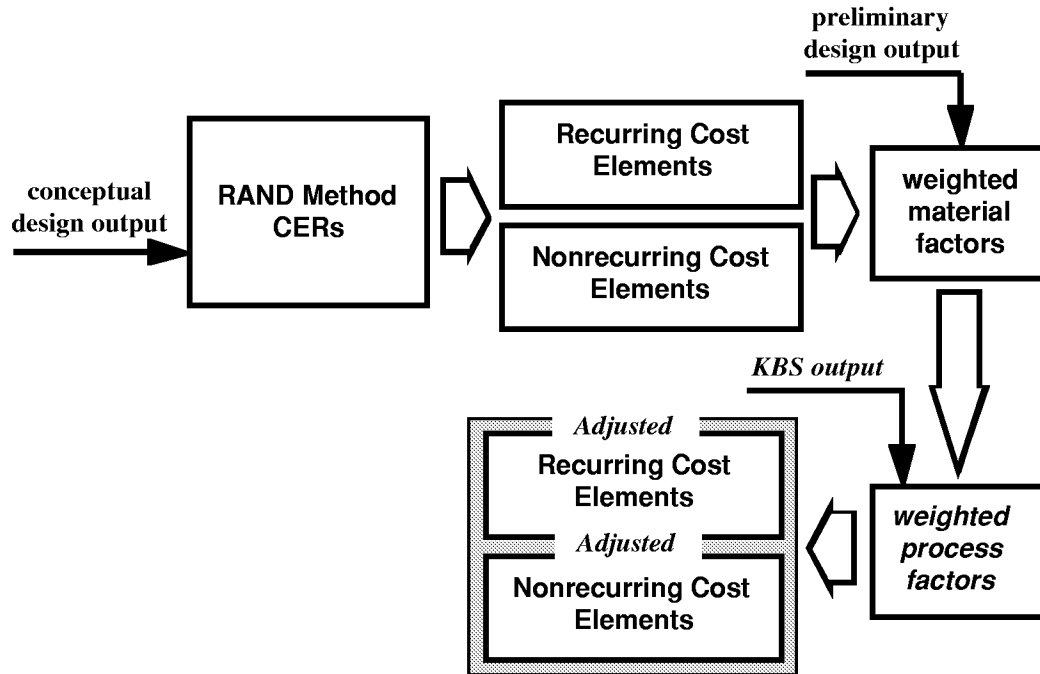 conceptual
design output
RAND Method
CERs
Recurring Cost
Elements
Nonrecurring Cost
Elements
preliminary
design output
weighted
material
factors
KBS output
weighted
process
factors
Adjusted
Recurring Cost
Elements
Adjusted
Nonrecurring Cost
Elements